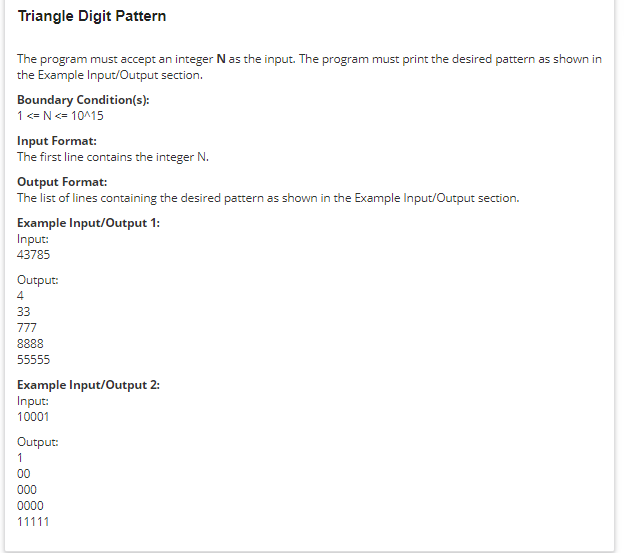 Triangle Digit Pattern
The program must accept an integer N as the input. The program must print the desired pattern as shown in
the Example Input/Output section.
Boundary Condition(s):
1 <= N <= 10^15
Input Format:
The first line contains the integer N.
Output Format:
The list of lines containing the desired pattern as shown in the Example Input/Output section.
Example Input/Output 1:
Input:
43785
Output:
4
33
777
8888
55555
Example Input/Output 2:
Input:
10001
Output:
1
00
000
0000
11111